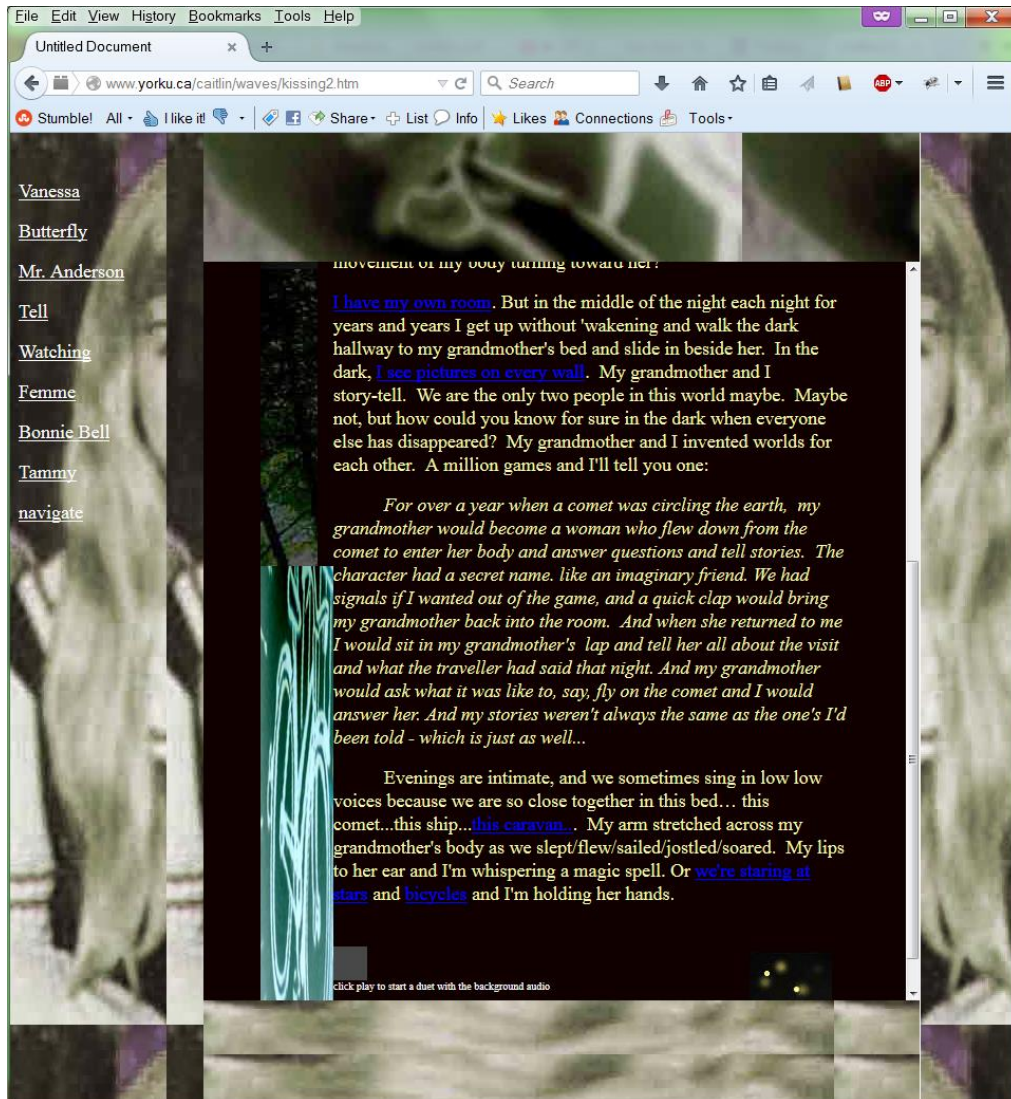 File Edit View History Bookmarks Tools Help
Untitled Document
www.yorku.ca/caitlin/waves/kissing2.htm
Search
ABP
Stumble! All I like it! Share List Info Likes Connections Tools
Vanessa
Butterfly
Mr. Anderson
Tell
Watching
Femme
Bonnie Bell
Tammy
navigate
movement of my body turning toward her?
I have my own room. But in the middle of the night each night for
years and years I get up without 'wakening and walk the dark
hallway to my grandmother's bed and slide in beside her. In the
dark, I see pictures on every wall. My grandmother and I
story-tell. We are the only two people in this world maybe. Maybe
not, but how could you know for sure in the dark when everyone
else has disappeared? My grandmother and I invented worlds for
each other. A million games and I'll tell you one:
For over a year when a comet was circling the earth, my
grandmother would become a woman who flew down from the
comet to enter her body and answer questions and tell stories. The
character had a secret name. like an imaginary friend. We had
signals if I wanted out of the game, and a quick clap would bring
my grandmother back into the room. And when she returned to me
I would sit in my grandmother's lap and tell her all about the visit
and what the traveller had said that night. And my grandmother
would ask what it was like to, say, fly on the comet and I would
answer her. And my stories weren't always the same as the one's I'd
been told - which is just as well...
Evenings are intimate, and we sometimes sing in low low
voices because we are so close together in this bed… this
comet...this ship...this caravan... My arm stretched across my
grandmother's body as we slept/flew/sailed/jostled/soared. My lips
to her ear and I'm whispering a magic spell. Or we're staring at
stars and bicycles and I'm holding her hands.
click play to start a duet with the background audio